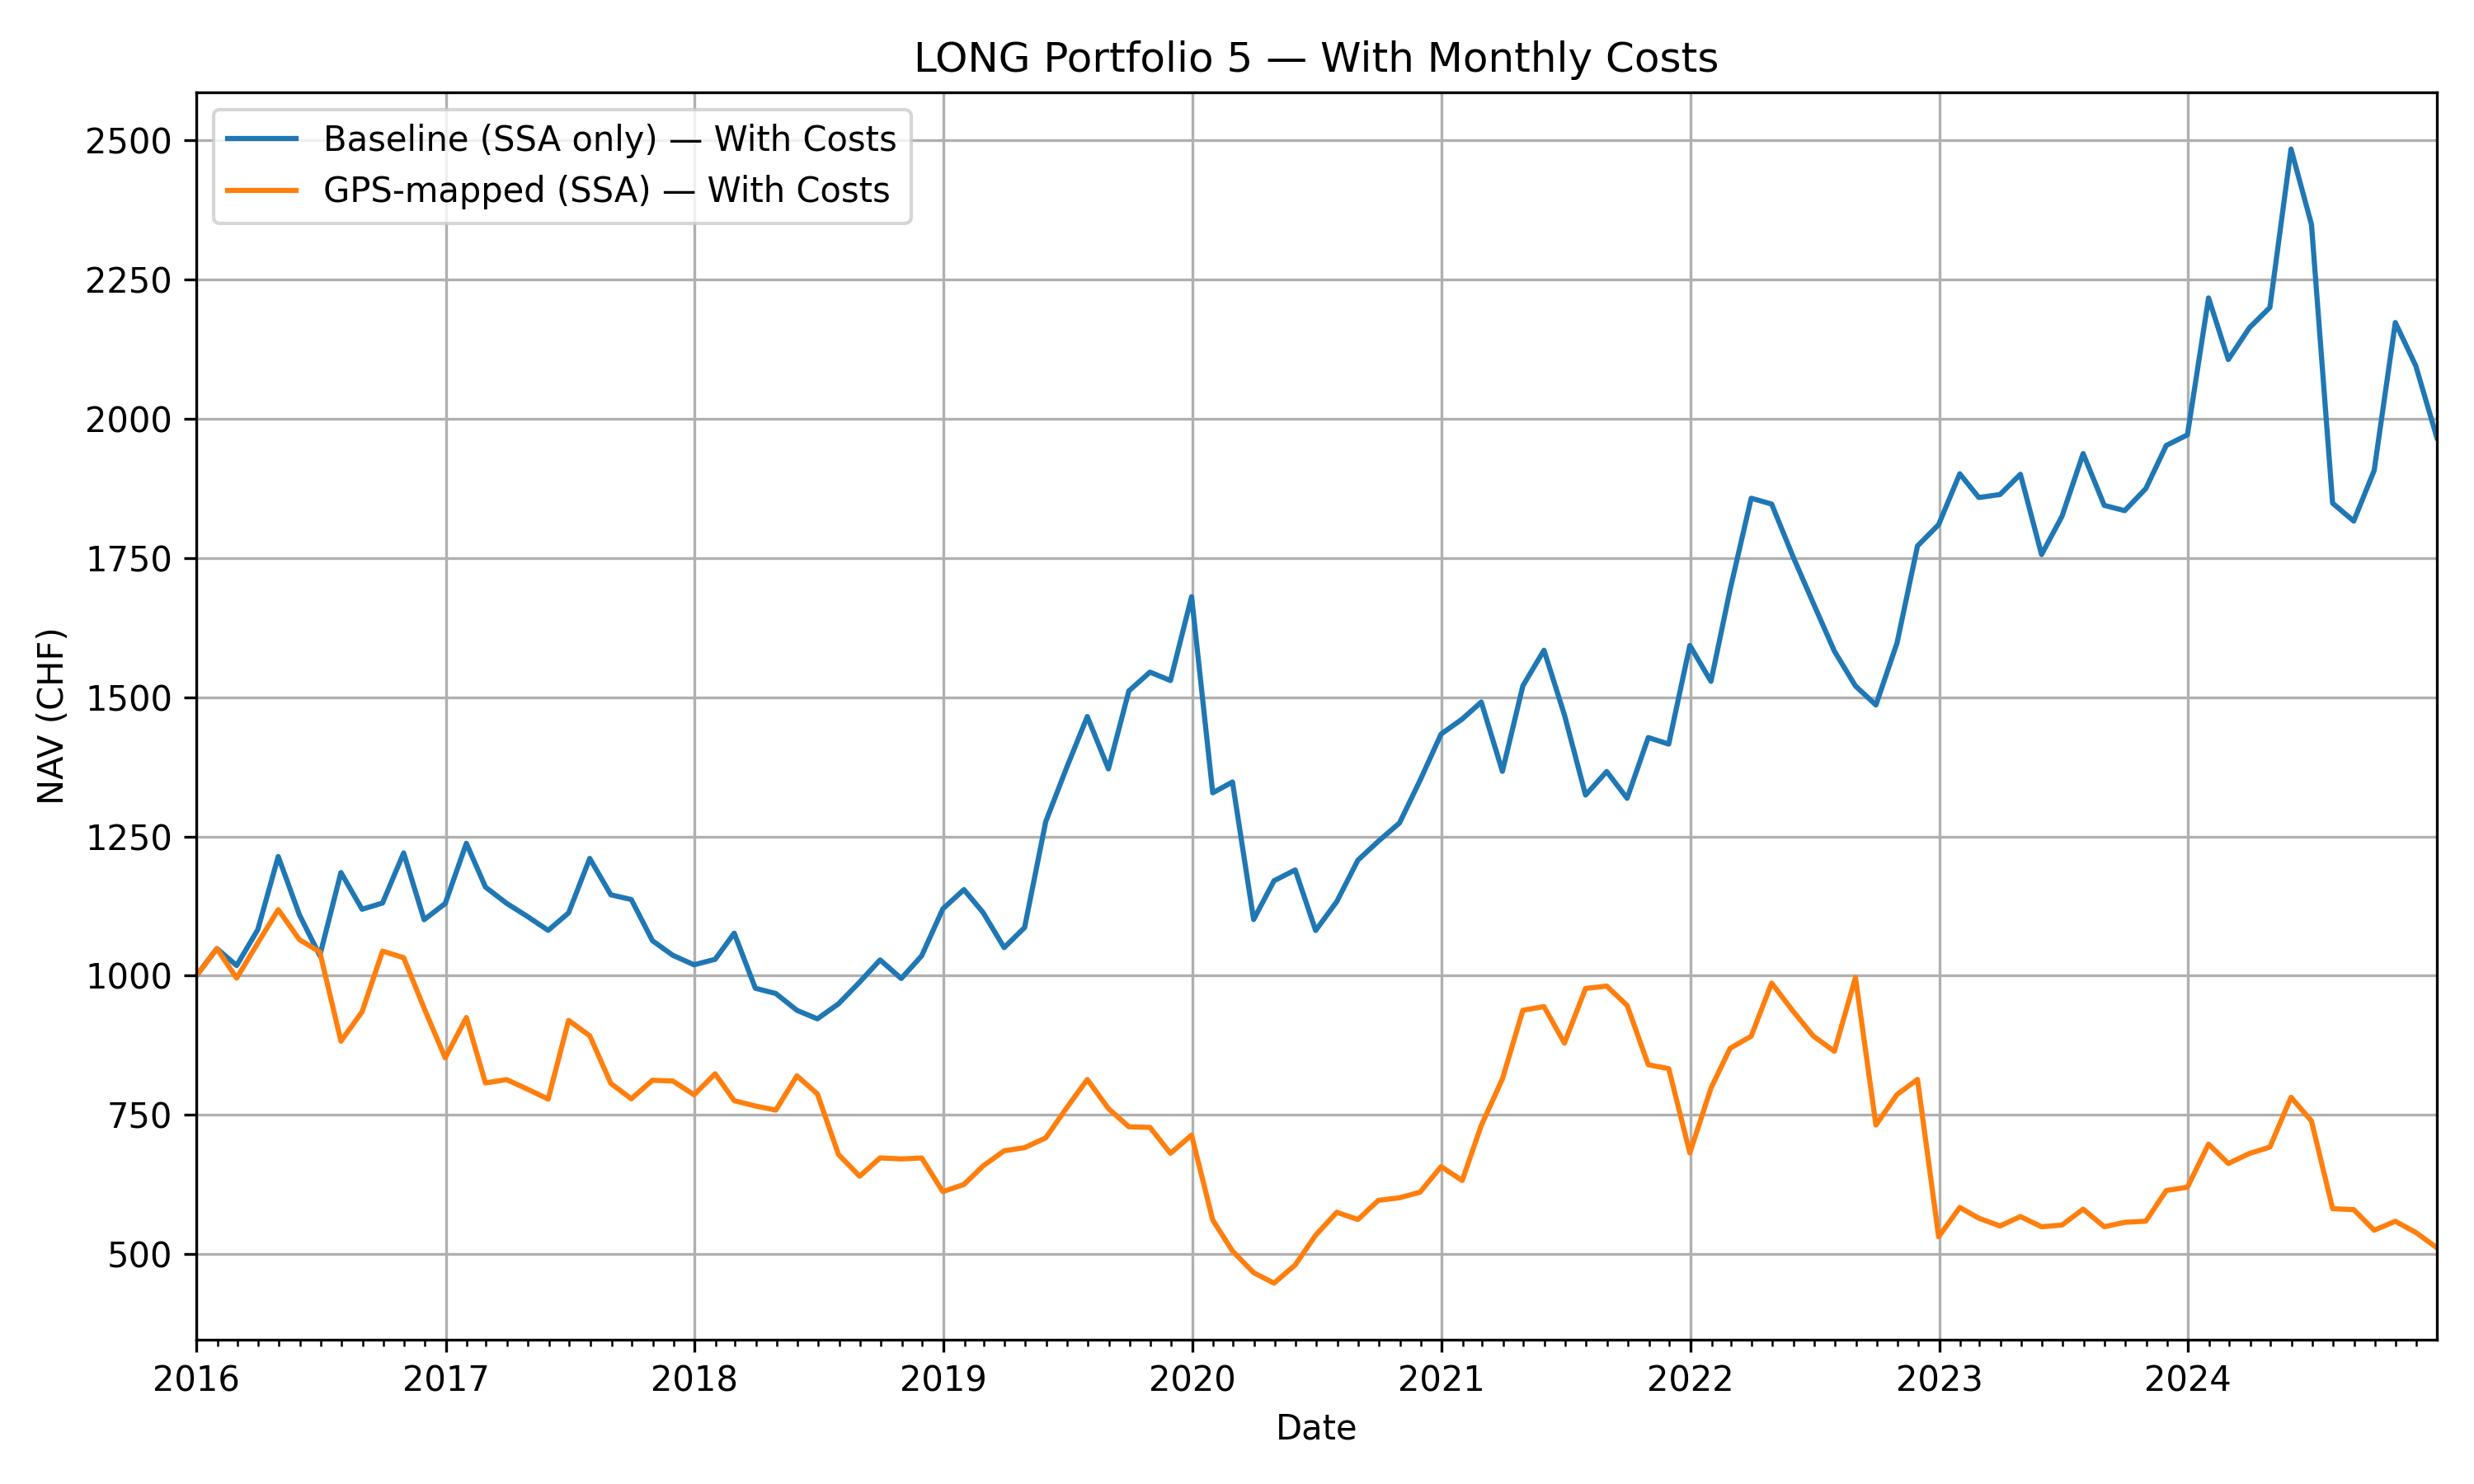 LONG Portfolio 5 — With Monthly Costs
Baseline (SSA only) — With Costs
GPS-mapped (SSA) — With Costs
NAV (CHF)
2500
2250
2000
1750
1500
1250
1000
750
500
2016 2017 2018 2019 2020 2021 2022 2023 2024
Date